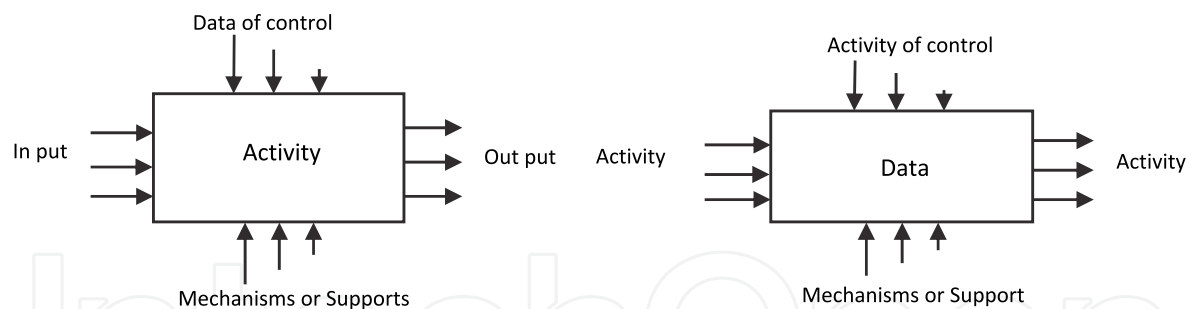 Data of control
In put
Activity
Out put
Mechanisms or Supports
Activity of control
Activity
Data
Activity
Mechanisms or Support